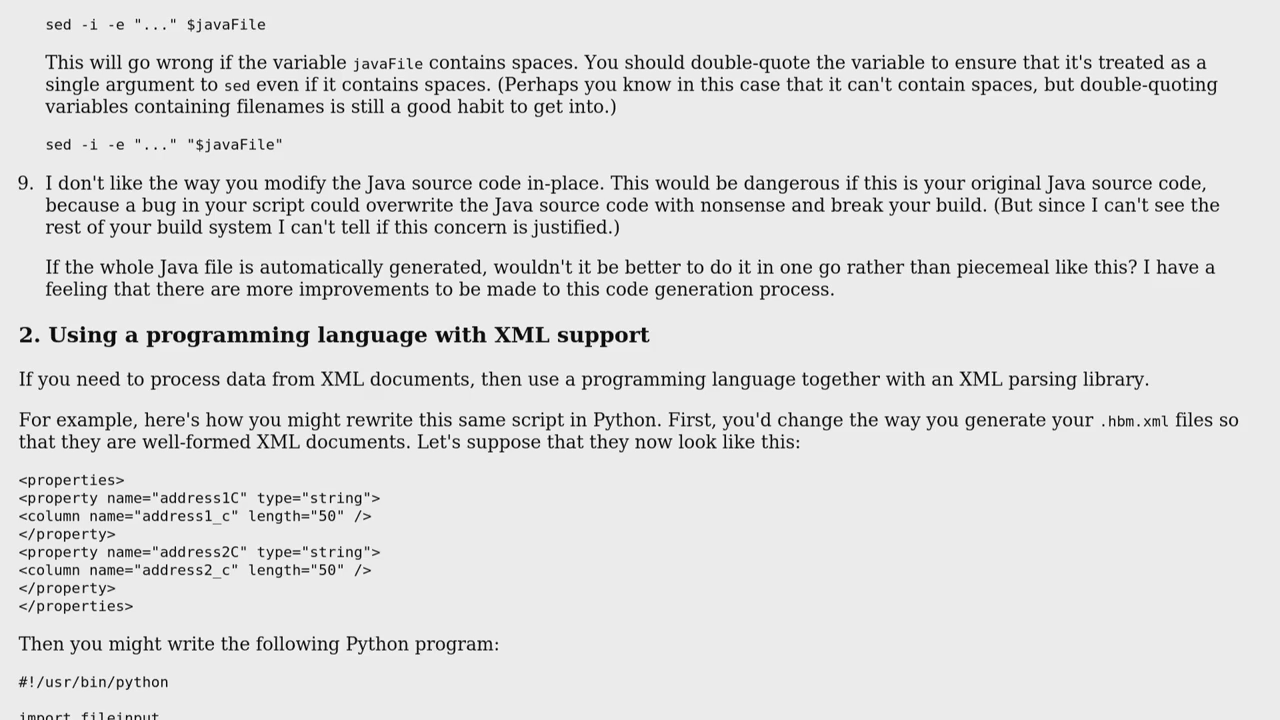 sed -i -e "..." $javaFile
This will go wrong if the variable javaFile contains spaces. You should double-quote the variable to ensure that it's treated as a
single argument to sed even if it contains spaces. (Perhaps you know in this case that it can't contain spaces, but double-quoting
variables containing filenames is still a good habit to get into.)
sed -i -e "..." "$javaFile"
9. I don't like the way you modify the Java source code in-place. This would be dangerous if this is your original Java source code,
because a bug in your script could overwrite the Java source code with nonsense and break your build. (But since I can't see the
rest of your build system I can't tell if this concern is justified.)
If the whole Java file is automatically generated, wouldn't it be better to do it in one go rather than piecemeal like this? I have a
feeling that there are more improvements to be made to this code generation process.
2. Using a programming language with XML support
If you need to process data from XML documents, then use a programming language together with an XML parsing library.
For example, here's how you might rewrite this same script in Python. First, you'd change the way you generate your .hbm.xml files so
that they are well-formed XML documents. Let's suppose that they now look like this:
<properties>
<property name="address1C" type="string">
<column name="address1_c" length="50" />
</property>
<property name="address2C" type="string">
<column name="address2_c" length="50" />
</property>
</properties>
Then you might write the following Python program:
#!/usr/bin/python
import fileinput